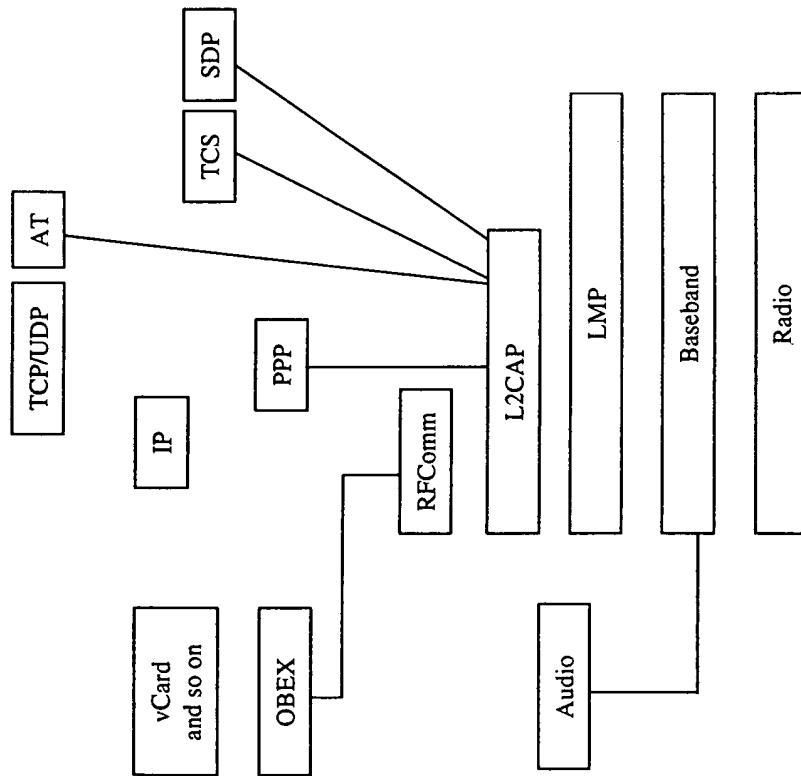 TCP/UDP
AT
vCard
and so on
IP
TCS
SDP
OBEX
PPP
RFComm
L2CAP
Audio
LMP
Baseband
Radio